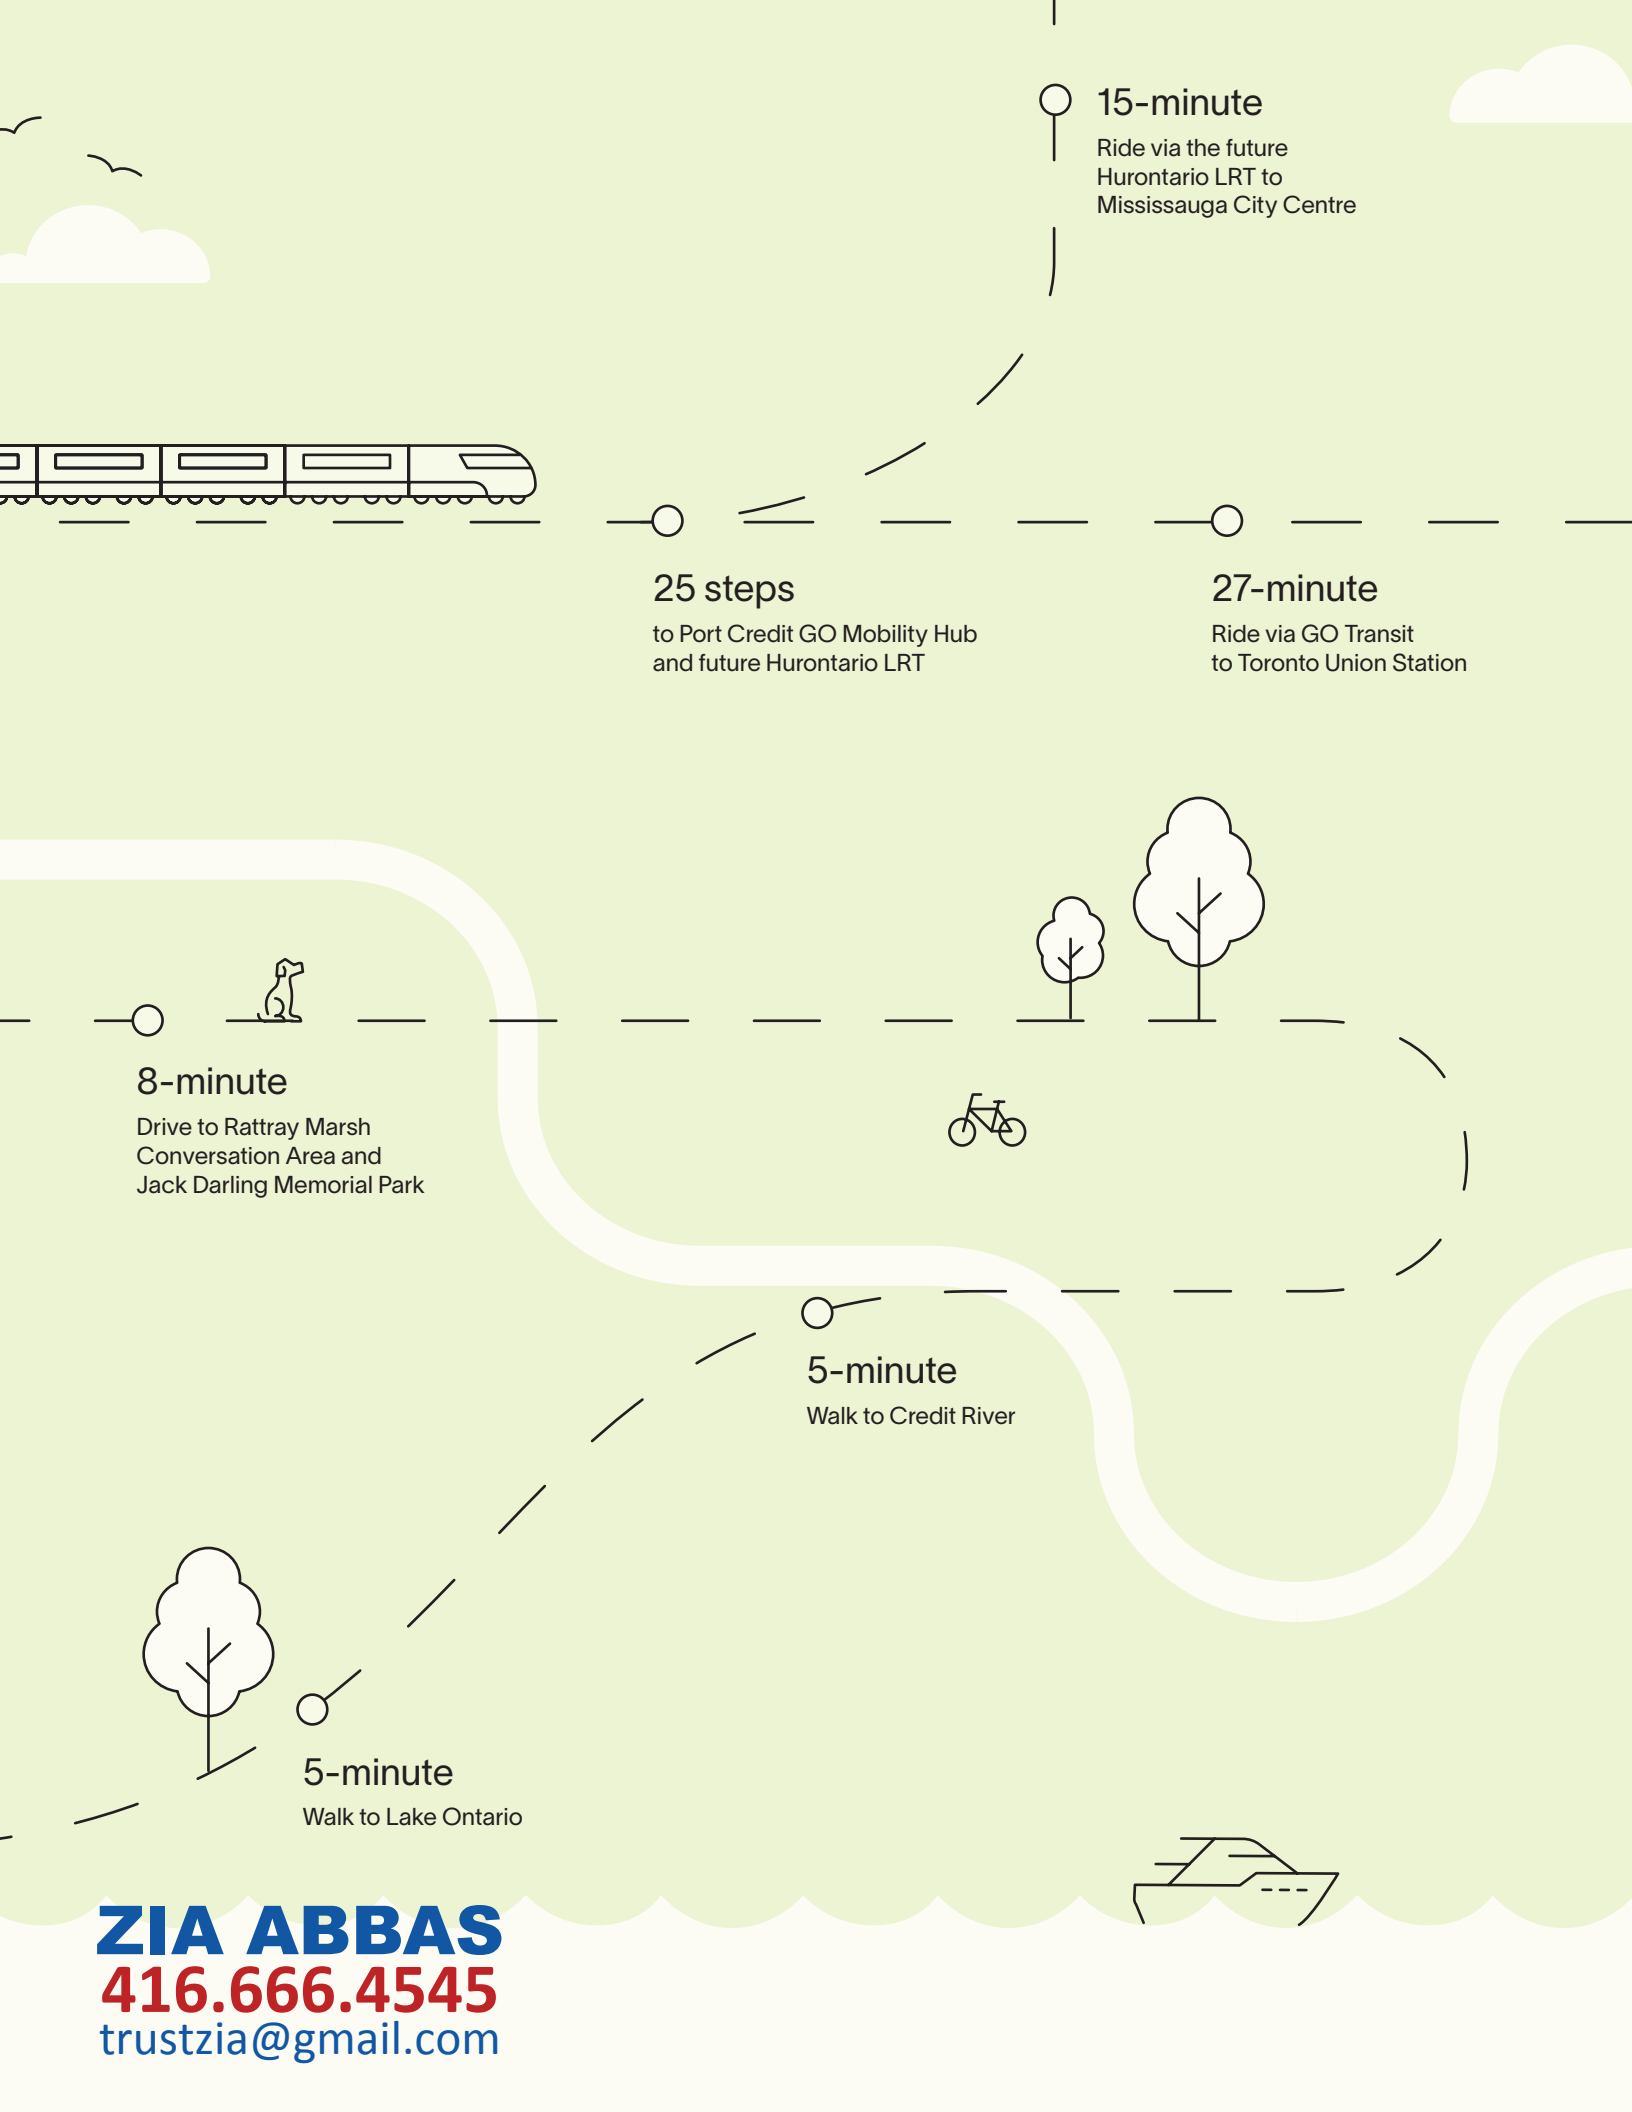 15-minute
Ride via the future
Hurontario LRT to
Mississauga City Centre
25 steps
to Port Credit GO Mobility Hub
and future Hurontario LRT
27-minute
Ride via GO Transit
to Toronto Union Station
8-minute
Drive to Rattray Marsh
Conversation Area and
Jack Darling Memorial Park
5-minute
Walk to Credit River
5-minute
Walk to Lake Ontario
ZIA ABBAS
416.666.4545
trustzia@gmail.com